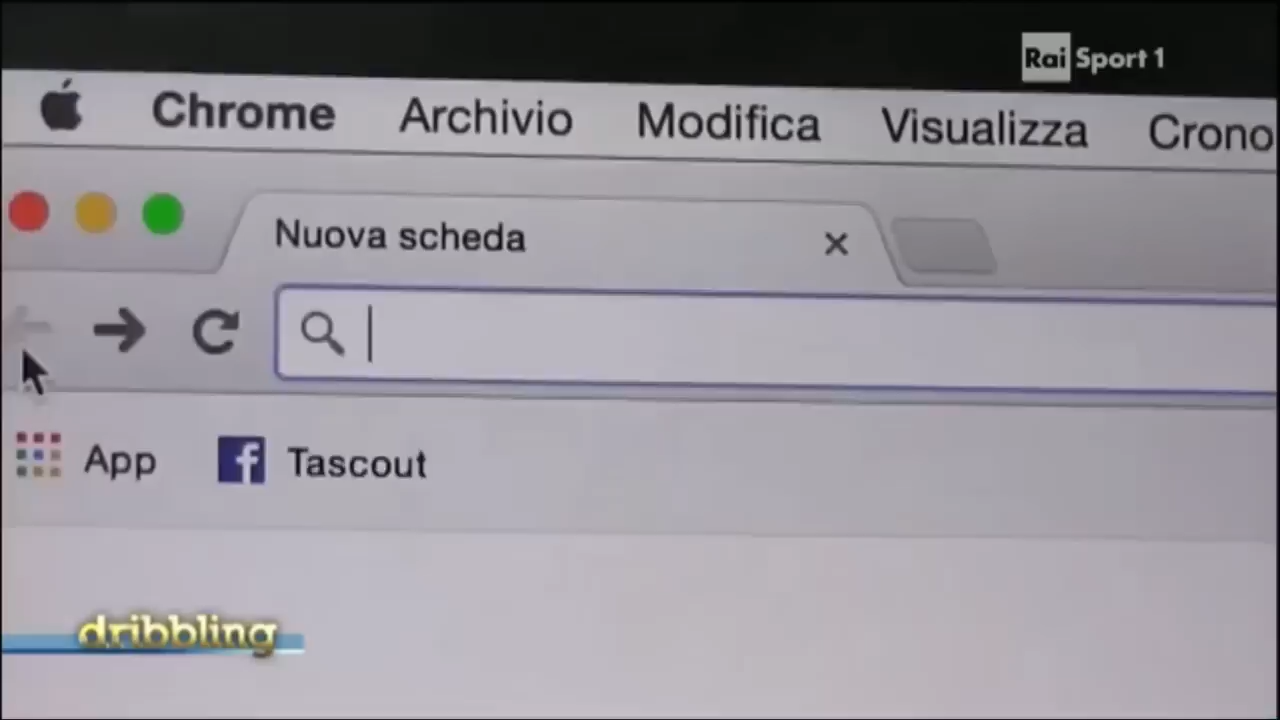 Rai Sport 1
Chrome Archivio Modifica Visualizza Crono
Nuova scheda
App Tascout
dribbling